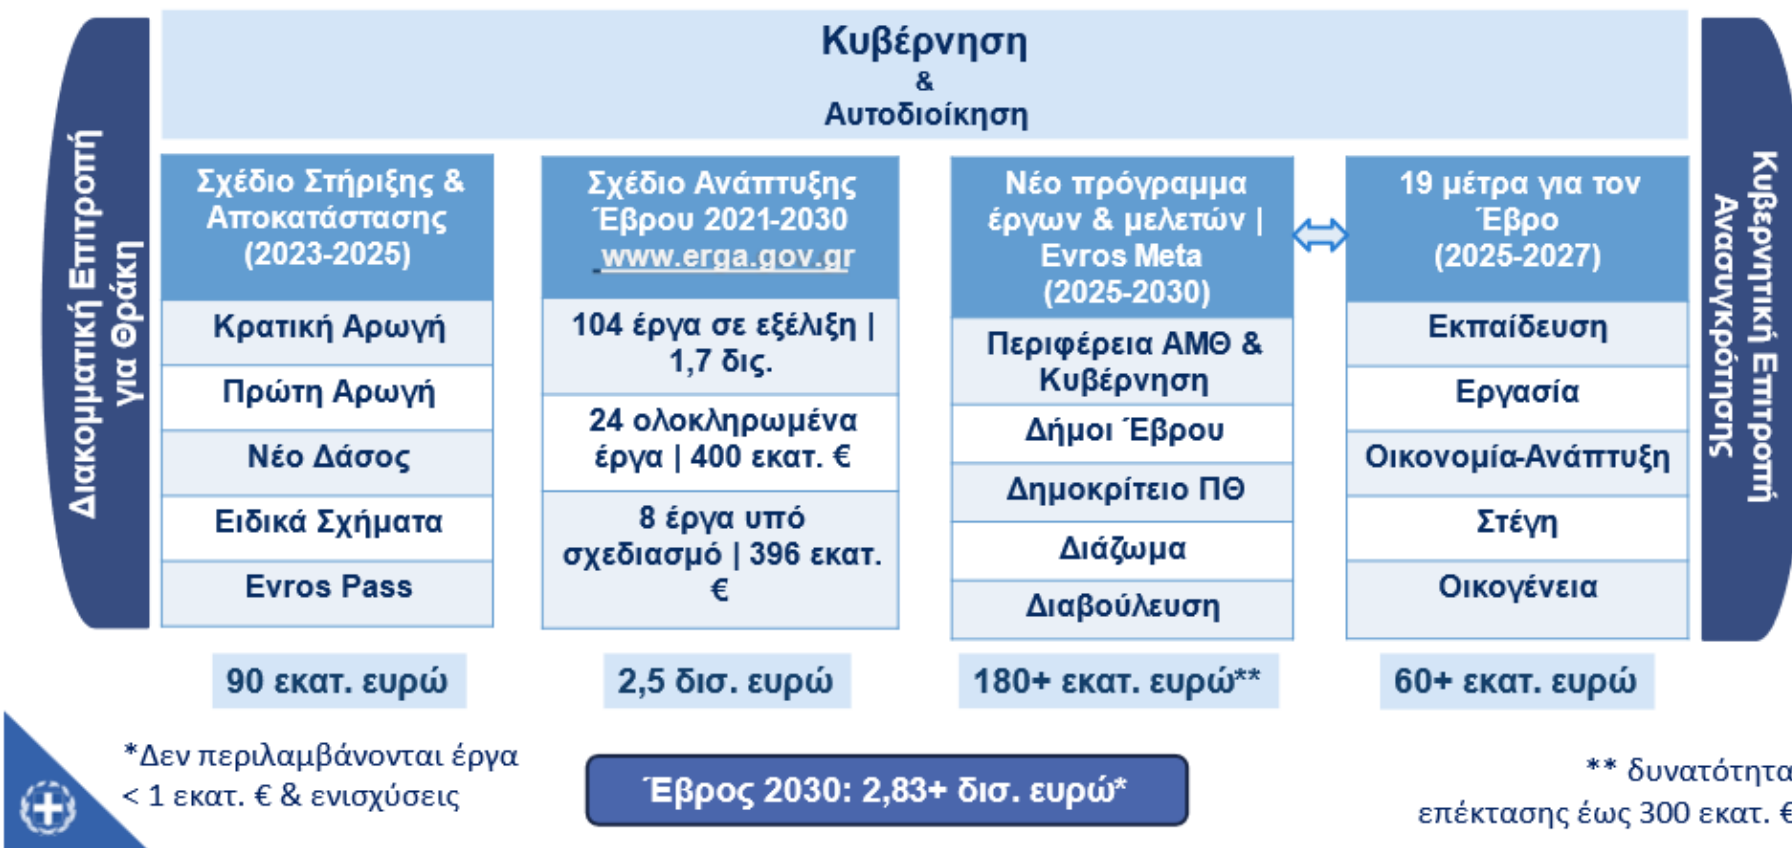 Κυβέρνηση
&
Αυτοδιοίκηση
Διακομματική Επιτροπή
για Θράκη
Σχέδιο Στήριξης &
Αποκατάστασης
(2023-2025)
Κρατική Αρωγή
Πρώτη Αρωγή
Νέο Δάσος
Ειδικά Σχήματα
Evros Pass
90 εκατ. ευρώ
Σχέδιο Ανάπτυξης
Έβρου 2021-2030
www.erga.gov.gr
104 έργα σε εξέλιξη |
1,7 δις.
24 ολοκληρωμένα
έργα | 400 εκατ. €
8 έργα υπό
σχεδιασμό | 396 εκατ.
€
2,5 δισ. ευρώ
Νέο πρόγραμμα
έργων & μελετών |
Evros Meta
(2025-2030)
Περιφέρεια ΑΜΘ &
Κυβέρνηση
Δήμοι Έβρου
Δημοκρίτειο ΠΘ
Διάζωμα
Διαβούλευση
180+ εκατ. ευρώ**
19 μέτρα για τον
Έβρο
(2025-2027)
Εκπαίδευση
Εργασία
Οικονομία-Ανάπτυξη
Στέγη
Οικογένεια
60+ εκατ. ευρώ
Κυβερνητική Επιτροπή
Ανασυγκρότησης
*Δεν περιλαμβάνονται έργα
< 1 εκατ. € & ενισχύσεις
Έβρος 2030: 2,83+ δισ. ευρώ*
** δυνατότητα
επέκτασης έως 300 εκατ. €